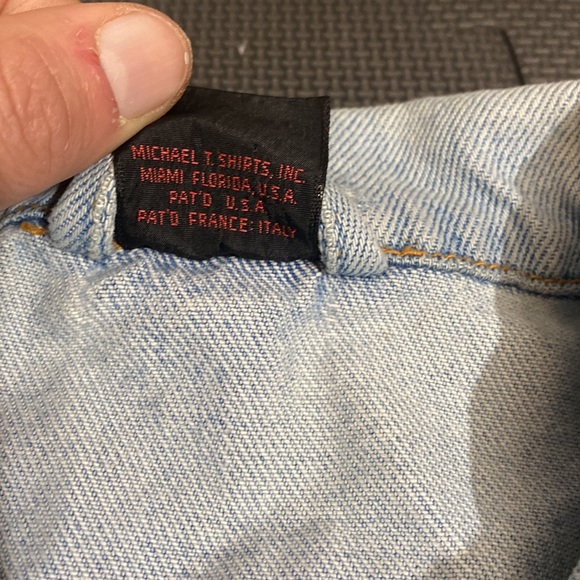 MICHAEL T. SHIRTS, INC.
MIAMI FLORIDA, U.S.A.
PAT'D U.S.A.
PAT'D FRANCE: ITALY